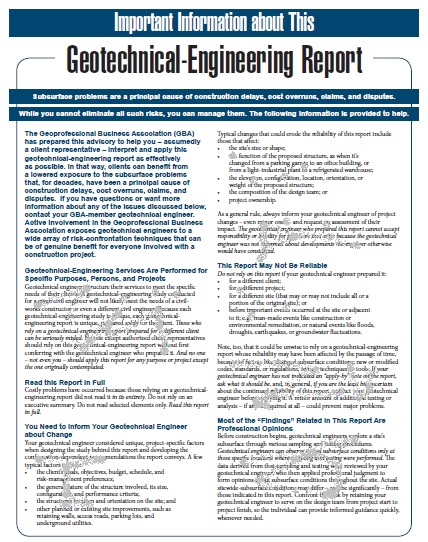 Important Information about This
Geotechnical-Engineering Report
Subsurface problems are a principal cause of construction delays, cost overruns, claims, and disputes.
While you cannot eliminate all such risks, you can manage them. The following information is provided to help.
The Geoprofessional Business Association (GBA)
has prepared this advisory to help you – assumedly
a client representative – interpret and apply this
geotechnical-engineering report as effectively
as possible. In that way, clients can benefit from
a lowered exposure to the subsurface problems
that, for decades, have been a principal cause of
construction delays, cost overruns, claims, and
disputes. If you have questions or want more
information about any of the issues discussed below,
contact your GBA-member geotechnical engineer.
Active involvement in the Geoprofessional Business
Association exposes geotechnical engineers to a
wide array of risk-confrontation techniques that can
be of genuine benefit for everyone involved with a
construction project.
Geotechnical-Engineering Services Are Performed for
Specific Purposes, Persons, and Projects
Geotechnical engineers structure their services to meet the specific
needs of their clients. A geotechnical-engineering study conducted
for a given civil engineer will not likely meet the needs of a civil-
works constructor or even a different civil engineer. Because each
geotechnical-engineering study is unique, each geotechnical-
engineering report is unique, prepared solely for the client. Those who
rely on a geotechnical-engineering report prepared for a different client
can be seriously misled. No one except authorized client representatives
should rely on this geotechnical-engineering report without first
conferring with the geotechnical engineer who prepared it. And no one
– not even you – should apply this report for any purpose or project except
the one originally contemplated.
Read this Report in Full
Costly problems have occurred because those relying on a geotechnical-
engineering report did not read it in its entirety. Do not rely on an
executive summary. Do not read selected elements only. Read this report
in full.
You Need to Inform Your Geotechnical Engineer
about Change
Your geotechnical engineer considered unique, project-specific factors
when designing the study behind this report and developing the
confirmation-dependent recommendations the report conveys. A few
typical factors include:
• the client's goals, objectives, budget, schedule, and
risk-management preferences;
• the general nature of the structure involved, its size,
configuration, and performance criteria;
• the structure's location and orientation on the site; and
• other planned or existing site improvements, such as
retaining walls, access roads, parking lots, and
underground utilities.
Typical changes that could erode the reliability of this report include
those that affect:
• the site's size or shape;
• the function of the proposed structure, as when it's
changed from a parking garage to an office building, or
from a light-industrial plant to a refrigerated warehouse;
• the elevation, configuration, location, orientation, or
weight of the proposed structure;
• the composition of the design team; or
• project ownership.
As a general rule, always inform your geotechnical engineer of project
changes – even minor ones – and request an assessment of their
impact. The geotechnical engineer who prepared this report cannot accept
responsibility or liability for problems that arise because the geotechnical
engineer was not informed about developments the engineer otherwise
would have considered.
This Report May Not Be Reliable
Do not rely on this report if your geotechnical engineer prepared it:
• for a different client;
• for a different project;
• for a different site (that may or may not include all or a
portion of the original site); or
• before important events occurred at the site or adjacent
to it; e.g., man-made events like construction or
environmental remediation, or natural events like floods,
droughts, earthquakes, or groundwater fluctuations.
Note, too, that it could be unwise to rely on a geotechnical-engineering
report whose reliability may have been affected by the passage of time,
because of factors like changed subsurface conditions; new or modified
codes, standards, or regulations; or new techniques or tools. If your
geotechnical engineer has not indicated an "apply-by" date on the report,
ask what it should be, and, in general, if you are the least bit uncertain
about the continued reliability of this report, contact your geotechnical
engineer before applying it. A minor amount of additional testing or
analysis – if any is required at all – could prevent major problems.
Most of the "Findings" Related in This Report Are
Professional Opinions
Before construction begins, geotechnical engineers explore a site's
subsurface through various sampling and testing procedures.
Geotechnical engineers can observe actual subsurface conditions only at
those specific locations where sampling and testing were performed. The
data derived from that sampling and testing were reviewed by your
geotechnical engineer, who then applied professional judgment to
form opinions about subsurface conditions throughout the site. Actual
sitewide-subsurface conditions may differ – maybe significantly – from
those indicated in this report. Confront that risk by retaining your
geotechnical engineer to serve on the design team from project start to
project finish, so the individual can provide informed guidance quickly,
whenever needed.